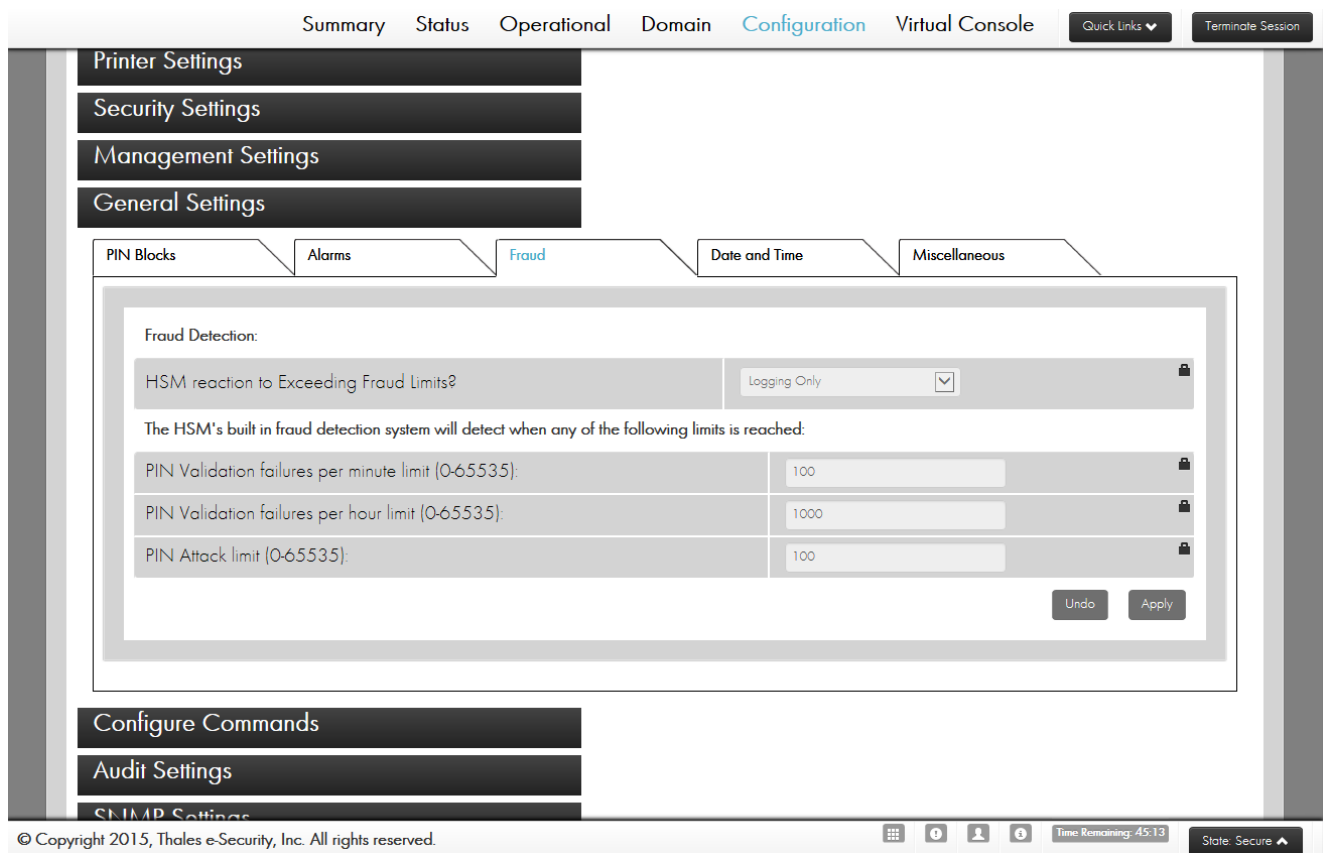 Summary Status Operational Domain Configuration Virtual Console Quick Links Terminate Session
Printer Settings
Security Settings
Management Settings
General Settings
PIN Blocks Alarms Fraud Date and Time Miscellaneous
Fraud Detection:
HSM reaction to Exceeding Fraud Limits? Logging Only
The HSM's built in fraud detection system will detect when any of the following limits is reached:
PIN Validation failures per minute limit (0-65535): 100
PIN Validation failures per hour limit (0-65535): 1000
PIN Attack limit (0-65535): 100
Undo Apply
Configure Commands
Audit Settings
SNMP Settings
© Copyright 2015, Thales e-Security, Inc. All rights reserved. Time Remaining: 45:13 State: Secure